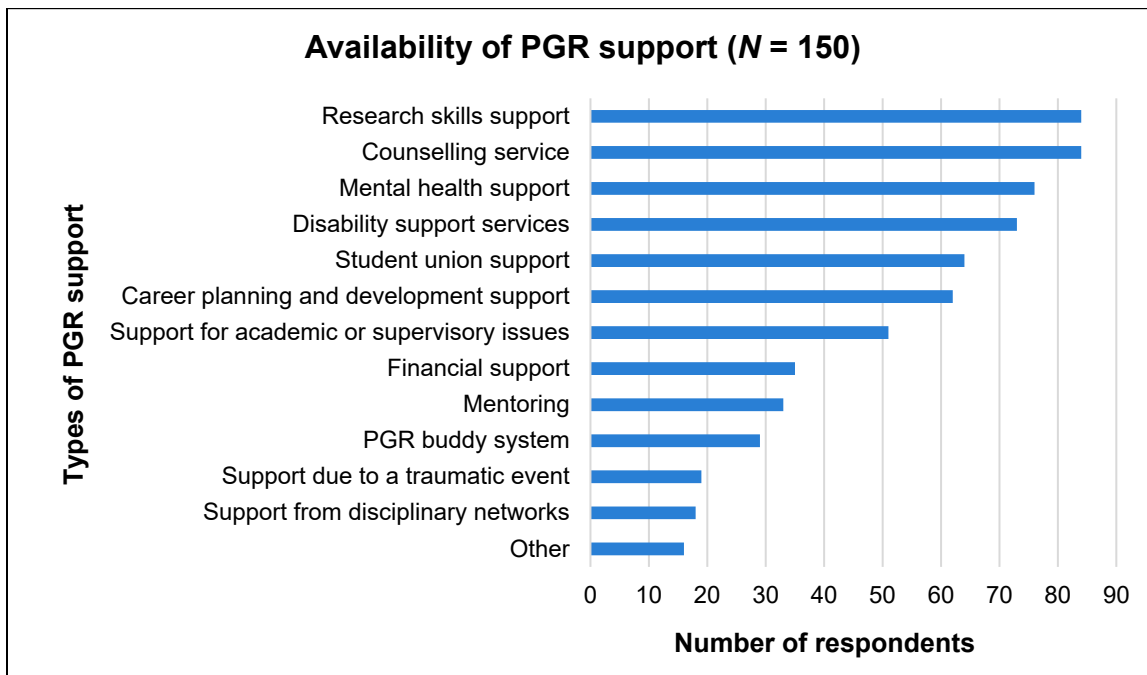 Availability of PGR support (N = 150)
Types of PGR support
Research skills support
Counselling service
Mental health support
Disability support services
Student union support
Career planning and development support
Support for academic or supervisory issues
Financial support
Mentoring
PGR buddy system
Support due to a traumatic event
Support from disciplinary networks
Other
0 10 20 30 40 50 60 70 80 90
Number of respondents